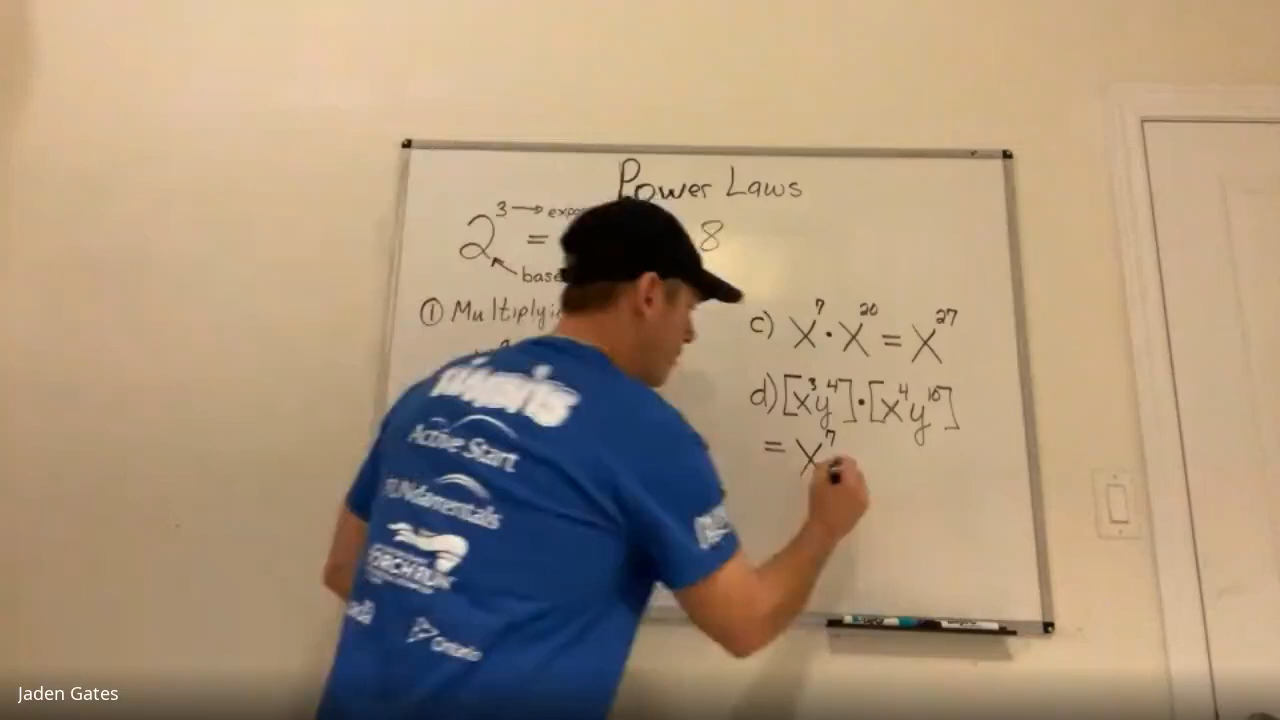 Power Laws
2³ → =
8
base
① Multiplyi
c) x⁷ · x²⁰ = x²⁷
d) [x³y⁴] · [x⁴y¹⁰]
= x⁷
Active Start
FUNdamentals
Ontario
Jaden Gates